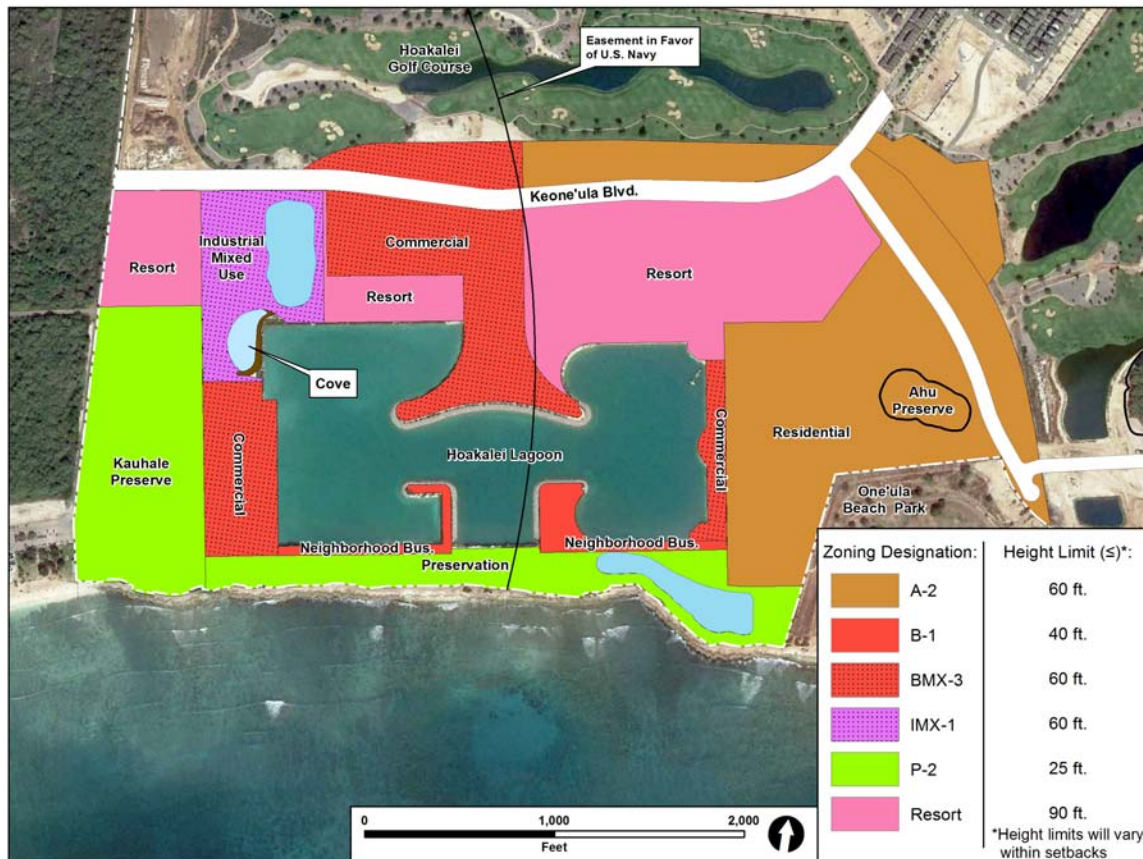 Hoakalei
Golf Course
Easement in Favor
of U.S. Navy
Keone'ula Blvd.
Resort
Industrial
Mixed
Use
Commercial
Resort
Resort
Cove
Kauhale
Preserve
Commercial
Hoakalei Lagoon
Commercial
Residential
Ahu
Preserve
One'ula
Beach Park
Neighborhood Bus.
Neighborhood Bus.
Preservation
Zoning Designation: Height Limit (≤)*:
A-2 60 ft.
B-1 40 ft.
BMX-3 60 ft.
IMX-1 60 ft.
P-2 25 ft.
Resort 90 ft.
*Height limits will vary
within setbacks
0 1,000 2,000
Feet